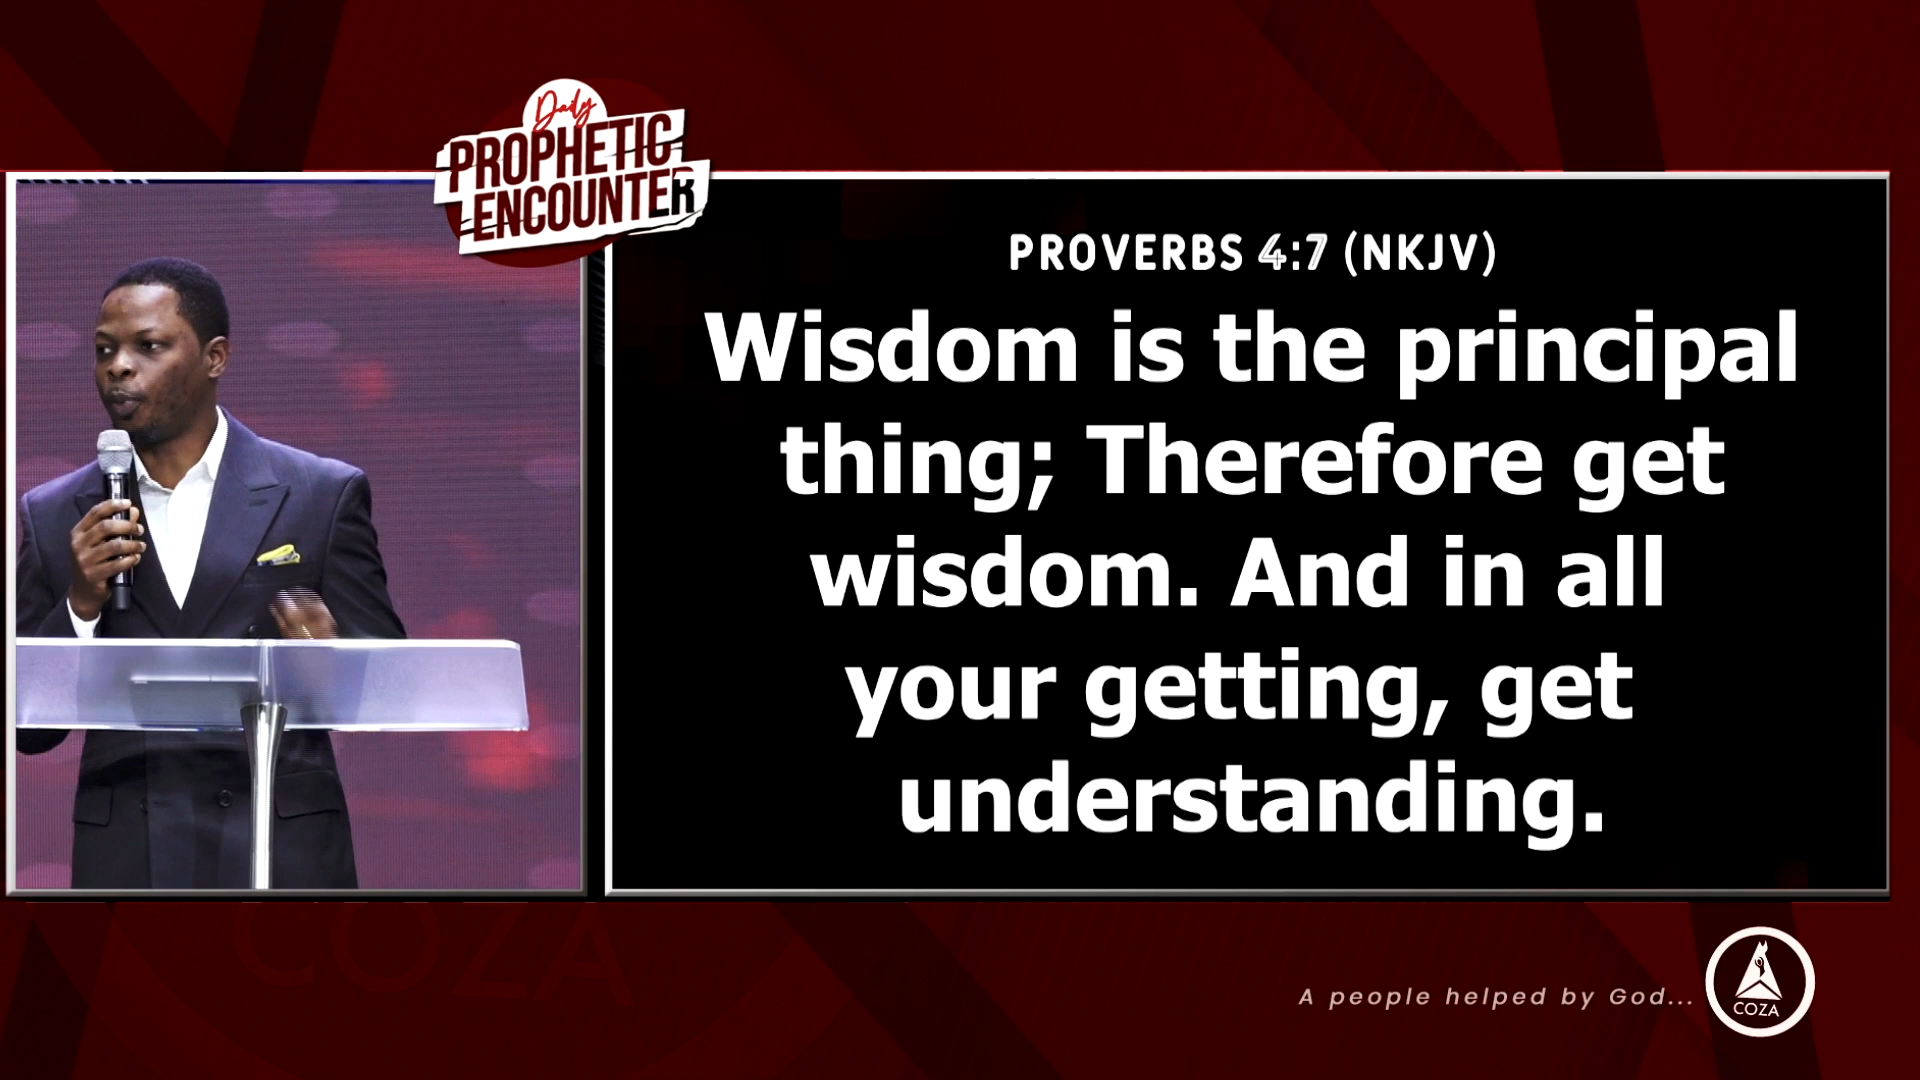 Daily
PROPHETIC
ENCOUNTER
PROVERBS 4:7 (NKJV)
Wisdom is the principal
thing; Therefore get
wisdom. And in all
your getting, get
understanding.
COZA
A people helped by God...
COZA